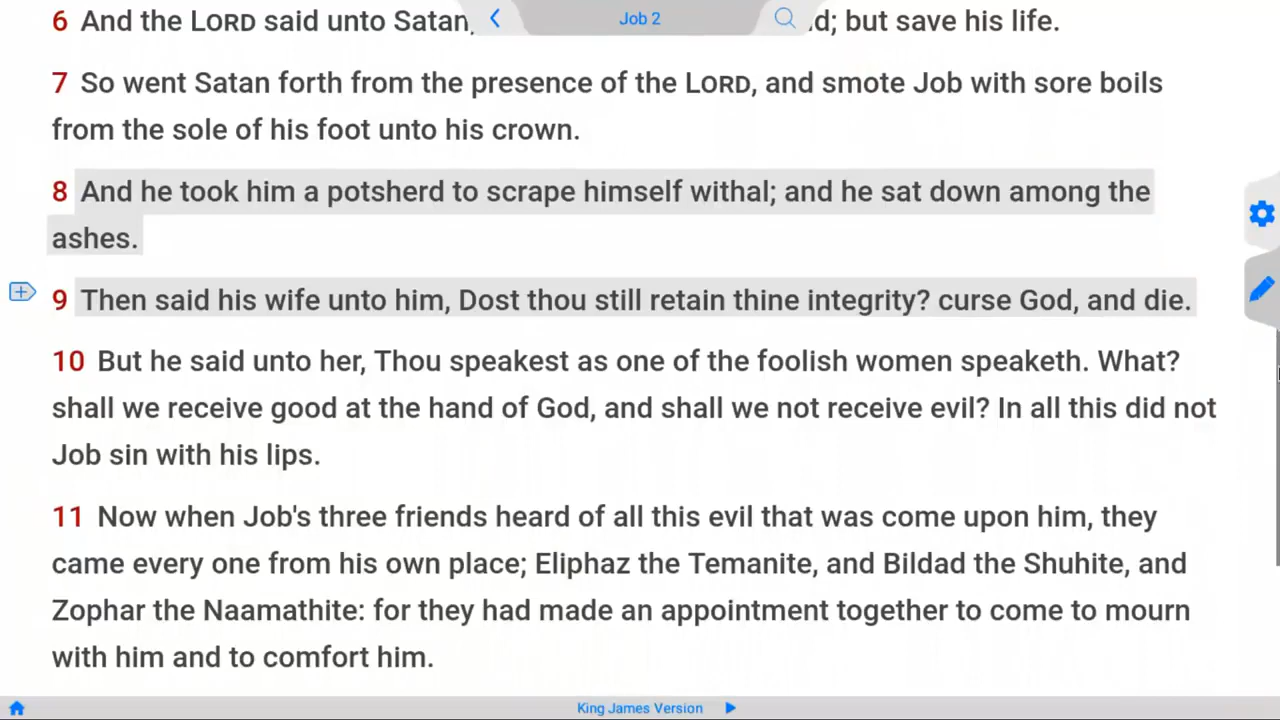 Job 2
6 And the LORD said unto Satan, d; but save his life.
7 So went Satan forth from the presence of the LORD, and smote Job with sore boils
from the sole of his foot unto his crown.
8 And he took him a potsherd to scrape himself withal; and he sat down among the
ashes.
9 Then said his wife unto him, Dost thou still retain thine integrity? curse God, and die.
10 But he said unto her, Thou speakest as one of the foolish women speaketh. What?
shall we receive good at the hand of God, and shall we not receive evil? In all this did not
Job sin with his lips.
11 Now when Job's three friends heard of all this evil that was come upon him, they
came every one from his own place; Eliphaz the Temanite, and Bildad the Shuhite, and
Zophar the Naamathite: for they had made an appointment together to come to mourn
with him and to comfort him.
King James Version